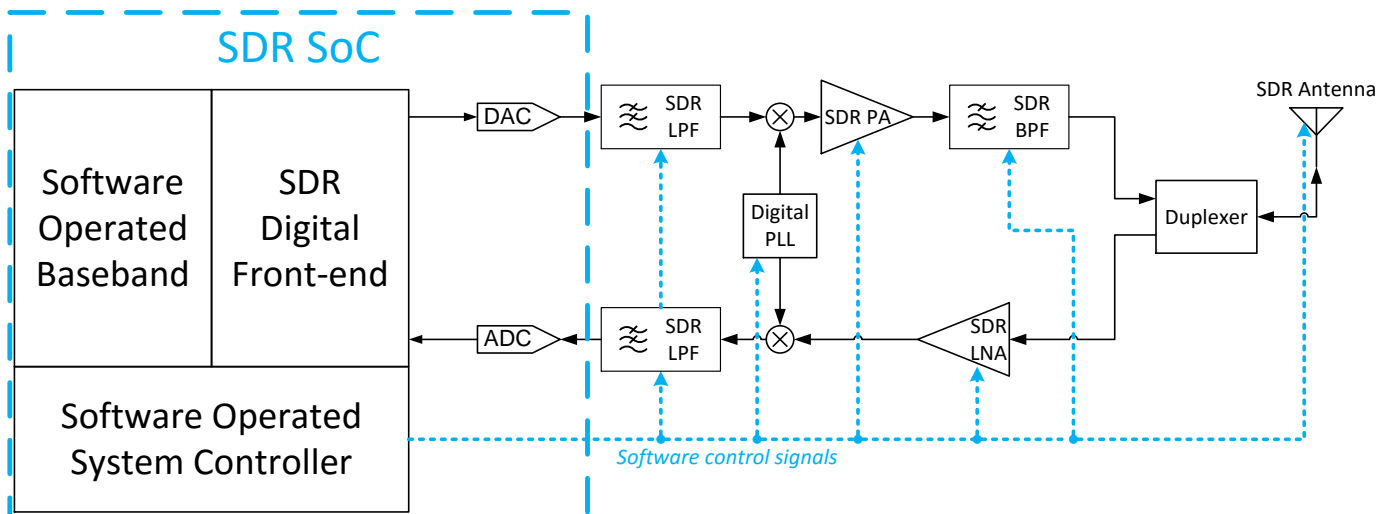 SDR SoC
Software
Operated
Baseband
SDR
Digital
Front-end
Software Operated
System Controller
DAC
ADC
SDR
LPF
SDR PA
SDR
BPF
SDR Antenna
Digital
PLL
Duplexer
SDR
LPF
SDR
LNA
Software control signals